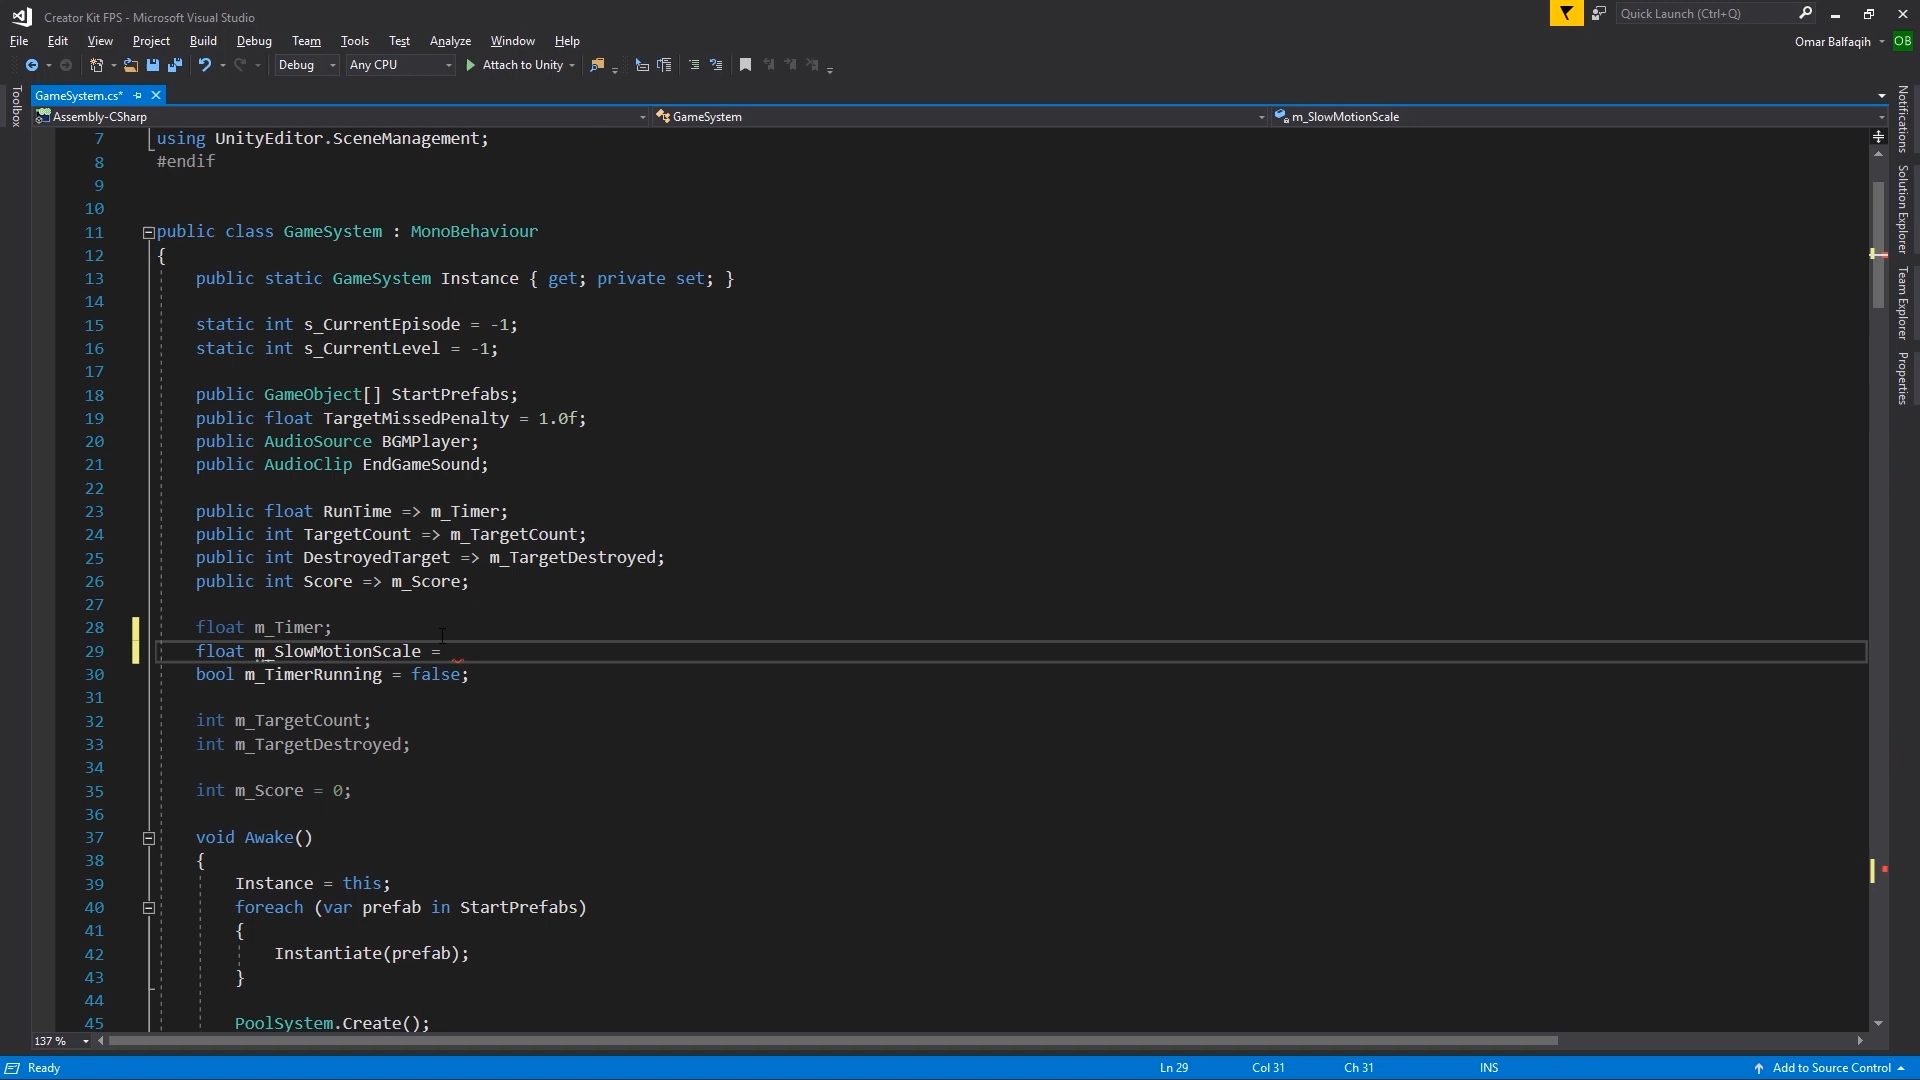 Creator Kit FPS - Microsoft Visual Studio
Quick Launch (Ctrl+Q)
File Edit View Project Build Debug Team Tools Test Analyze Window Help
Omar Balfaqih OB
Debug Any CPU Attach to Unity
Toolbox
GameSystem.cs*
Assembly-CSharp GameSystem m_SlowMotionScale
7 using UnityEditor.SceneManagement;
8 #endif
9
10
11 public class GameSystem : MonoBehaviour
12 {
13 public static GameSystem Instance { get; private set; }
14
15 static int s_CurrentEpisode = -1;
16 static int s_CurrentLevel = -1;
17
18 public GameObject[] StartPrefabs;
19 public float TargetMissedPenalty = 1.0f;
20 public AudioSource BGMPlayer;
21 public AudioClip EndGameSound;
22
23 public float RunTime => m_Timer;
24 public int TargetCount => m_TargetCount;
25 public int DestroyedTarget => m_TargetDestroyed;
26 public int Score => m_Score;
27
28 float m_Timer;
29 float m_SlowMotionScale =
30 bool m_TimerRunning = false;
31
32 int m_TargetCount;
33 int m_TargetDestroyed;
34
35 int m_Score = 0;
36
37 void Awake()
38 {
39 Instance = this;
40 foreach (var prefab in StartPrefabs)
41 {
42 Instantiate(prefab);
43 }
44
45 PoolSystem.Create();
Notifications
Solution Explorer
Team Explorer
Properties
137 %
Ready Ln 29 Col 31 Ch 31 INS Add to Source Control